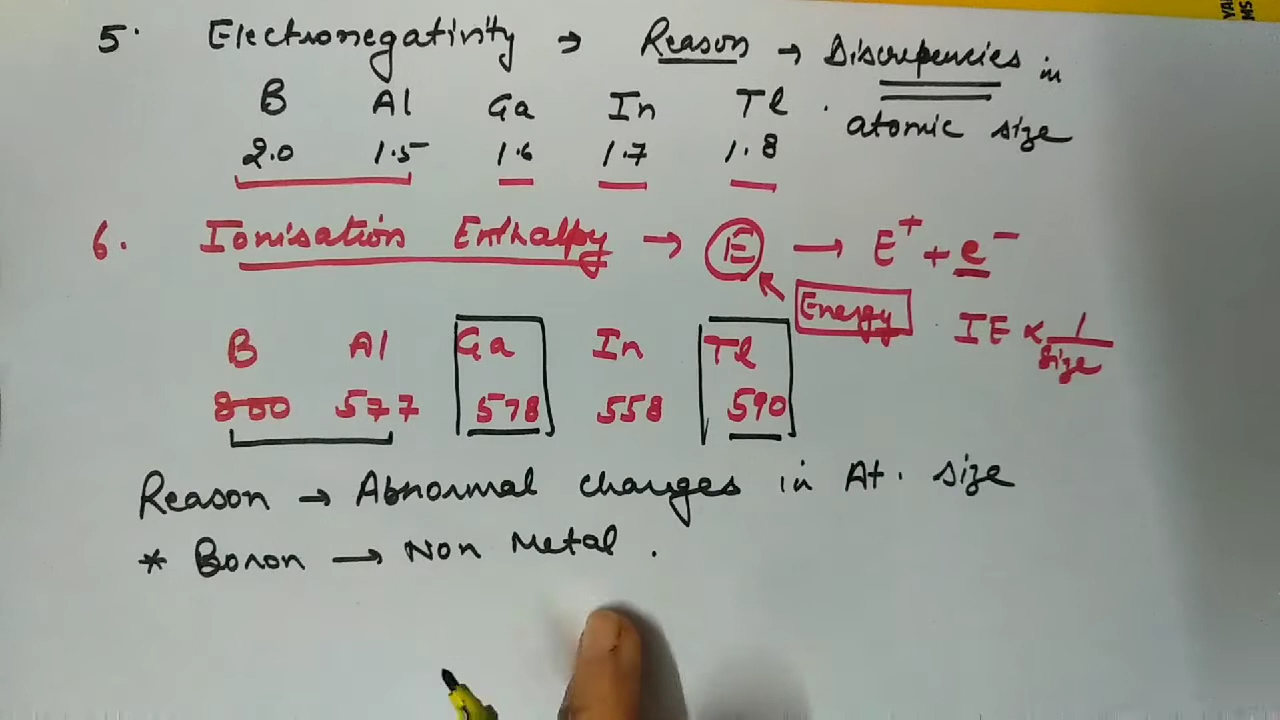 5. Electronegativity → Reason → Discrepencies in
atomic size
B Al Ga In Tl
2.0 1.5 1.6 1.7 1.8
6. Ionisation Enthalpy → E → E⁺ + e⁻
Energy IE ∝ 1/size
B Al Ga In Tl
800 577 578 558 590
Reason → Abnormal changes in At. size
* Boron → Non Metal.